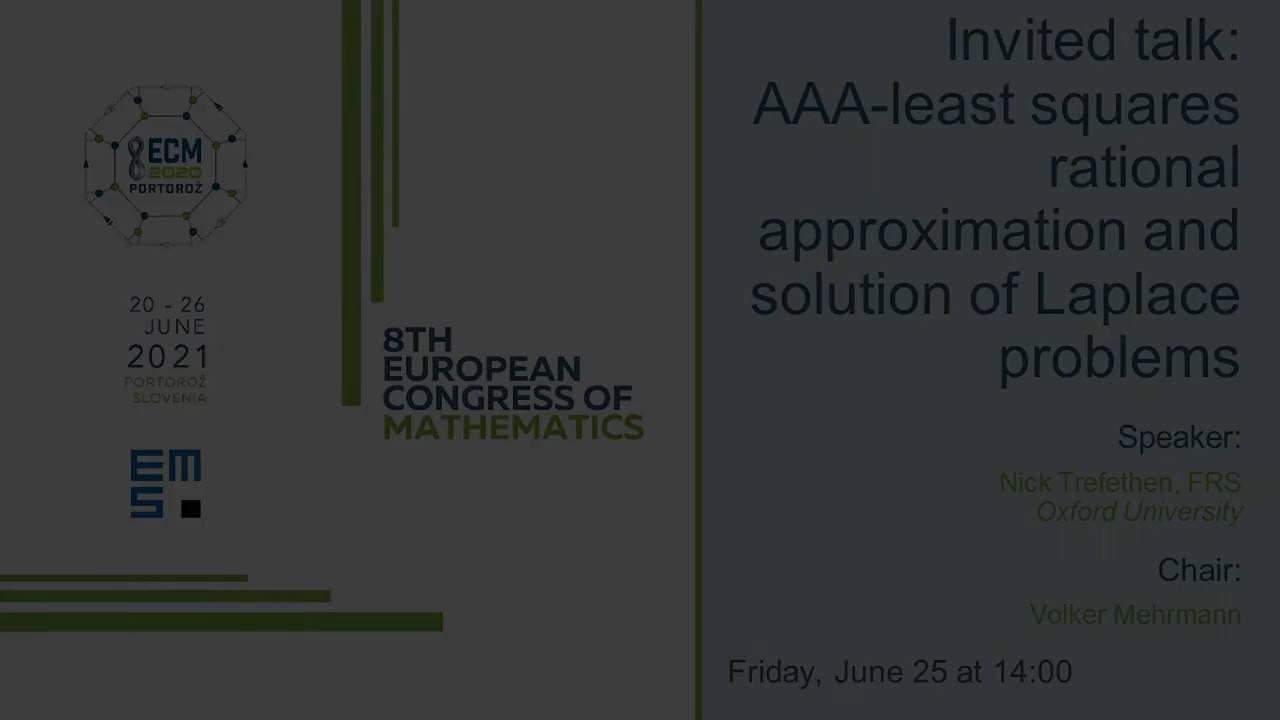 8 ECM
2020
PORTOROŽ
20 - 26
JUNE
2021
PORTOROŽ
SLOVENIA
EMS
8TH
EUROPEAN
CONGRESS OF
MATHEMATICS
Invited talk:
AAA-least squares
rational
approximation and
solution of Laplace
problems
Speaker:
Nick Trefethen, FRS
Oxford University
Chair:
Volker Mehrmann
Friday, June 25 at 14:00